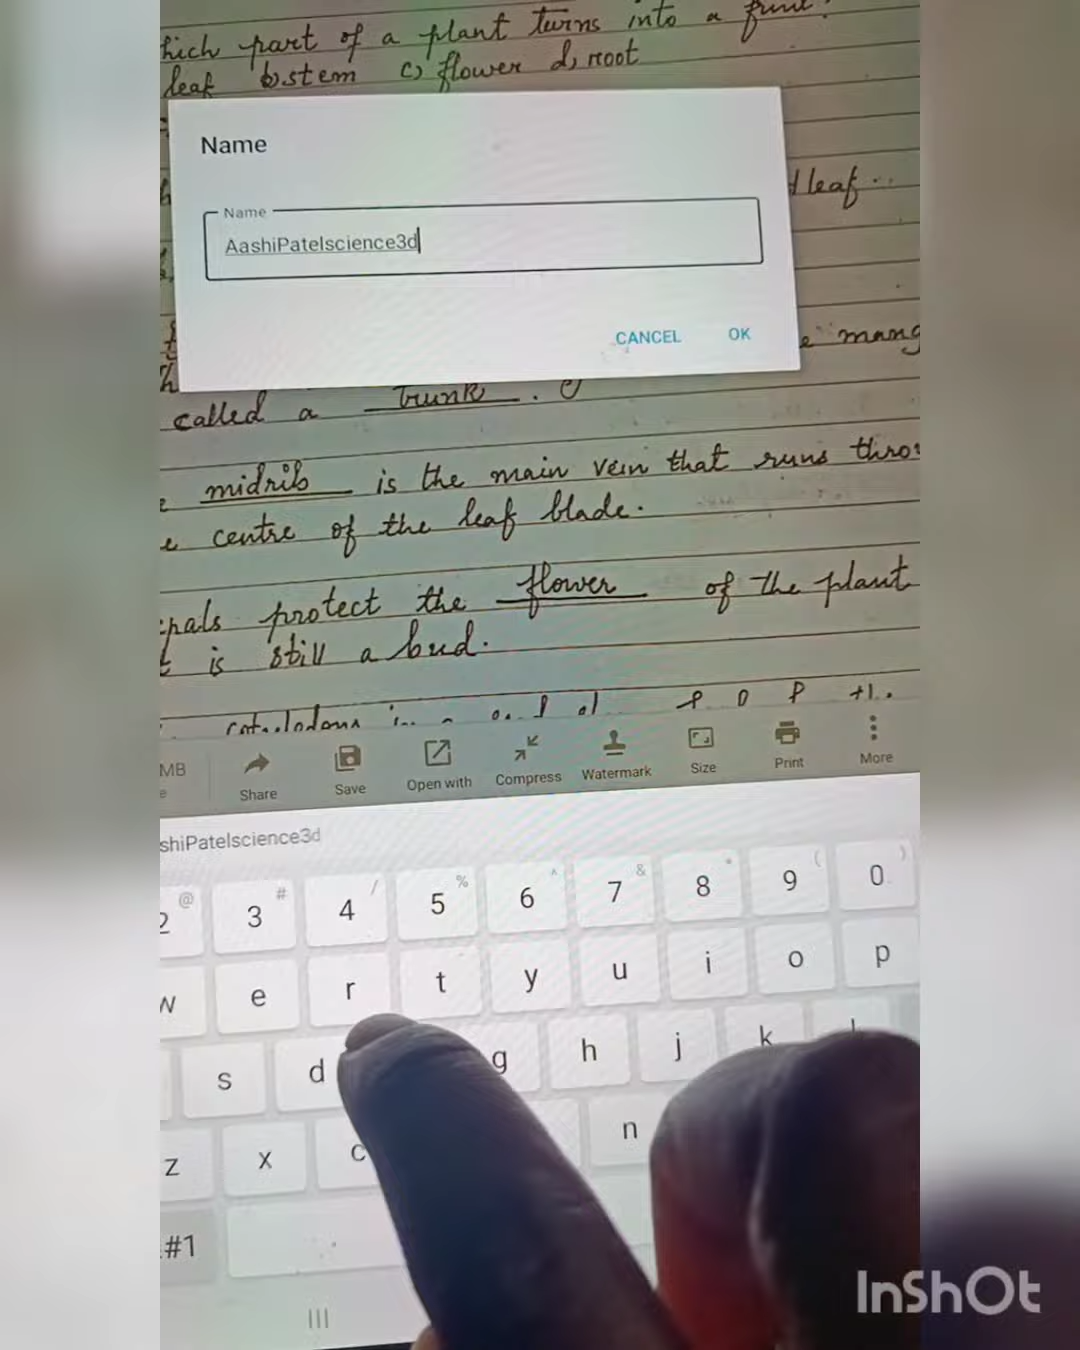 hich part of a plant turns into a
leaf b) stem c) flower d) root
Name
Name
AashiPatelscience3d
leaf..
CANCEL OK
e mang
called a trunk.
e midrib is the main vein that runs thro
e centre of the leaf blade.
pals protect the flower of the plant
t is still a bud.
MB
e
Share
Save
Open with
Compress
Watermark
Size
Print
More
shiPatelscience3d
2 @ 3 # 4 / 5 % 6 ^ 7 & 8 * 9 ( 0 )
w e r t y u i o p
s d g h j k
z x c n
#1
InShOt